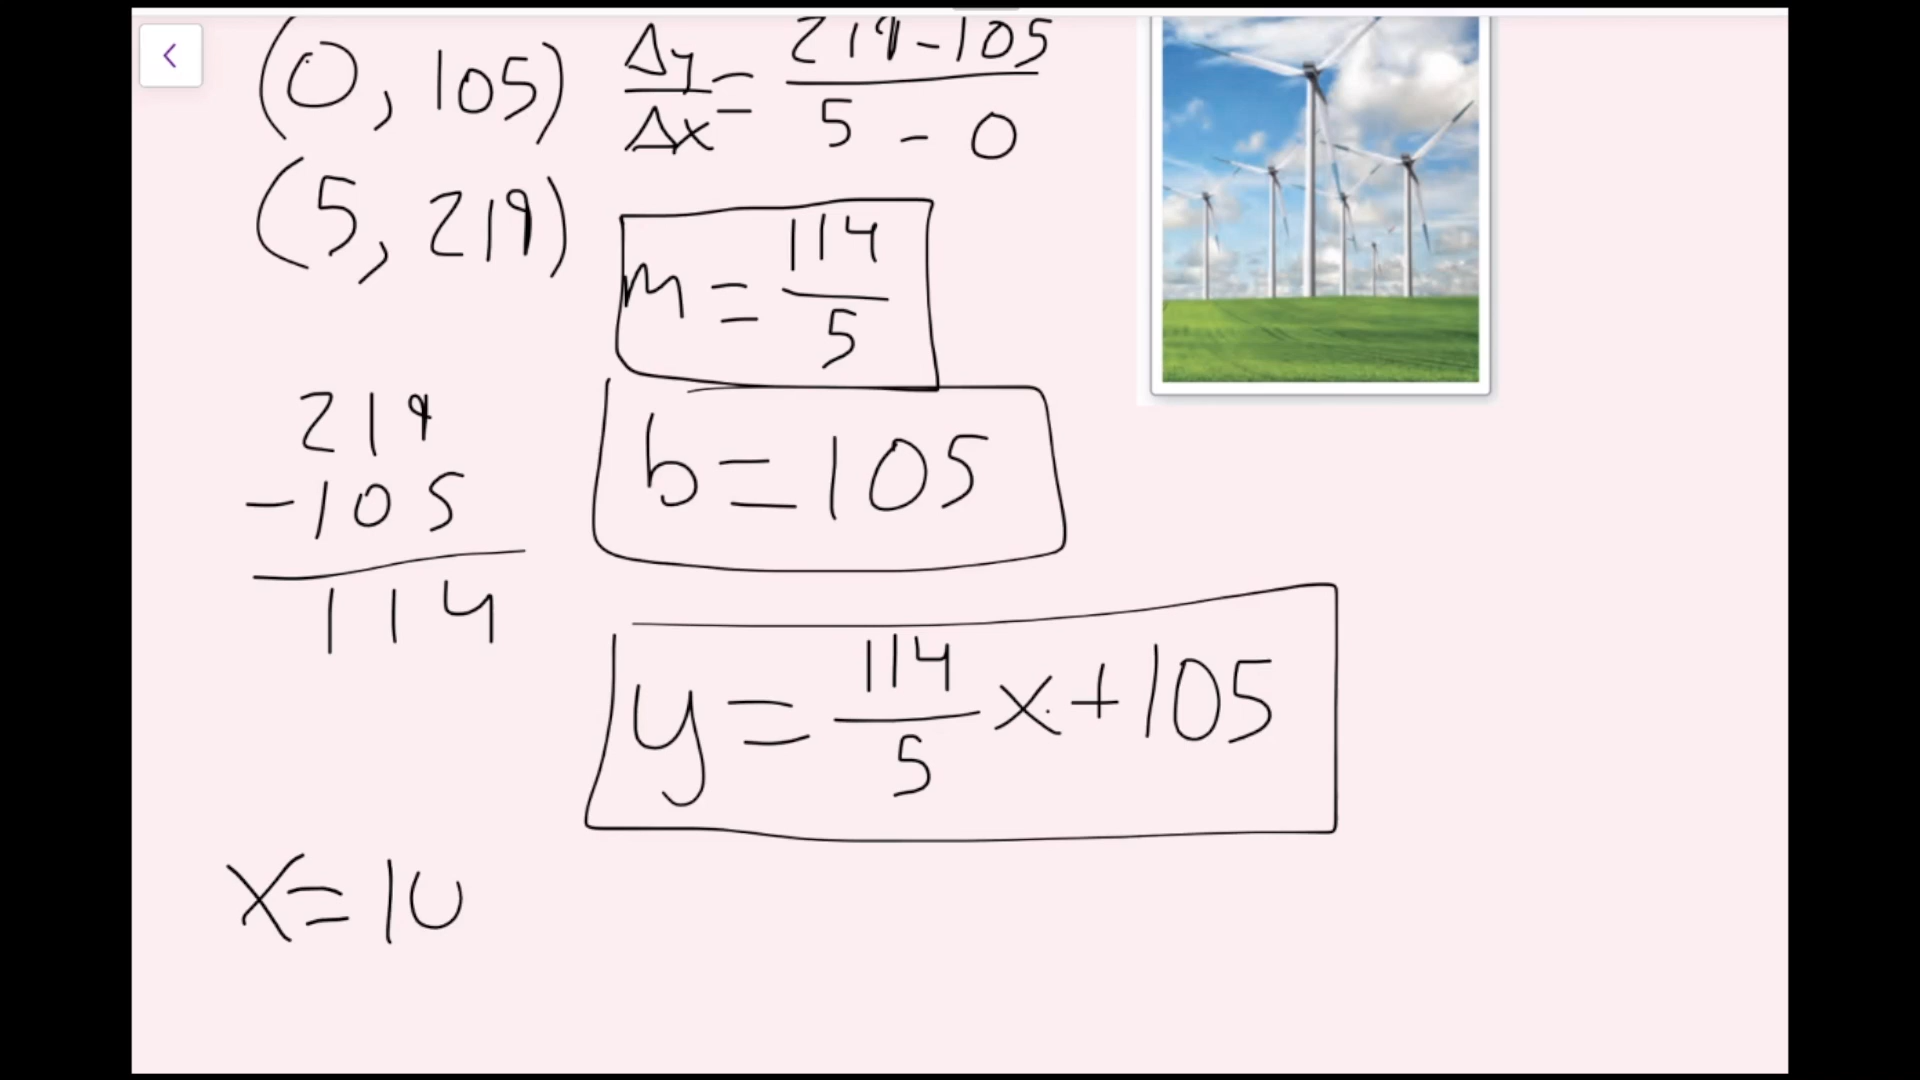 (0, 105)
(5, 219)
Δy/Δx = (219-105)/(5 - 0)
m = 114/5
b = 105
219
-105
114
y = 114/5 x + 105
x = 10